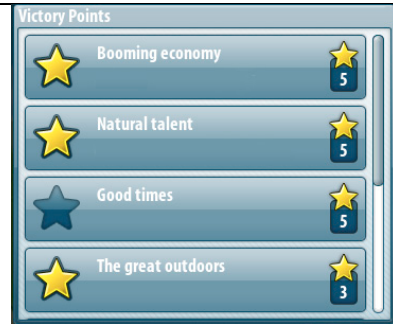 Victory Points
Booming economy
5
Natural talent
5
Good times
5
The great outdoors
3